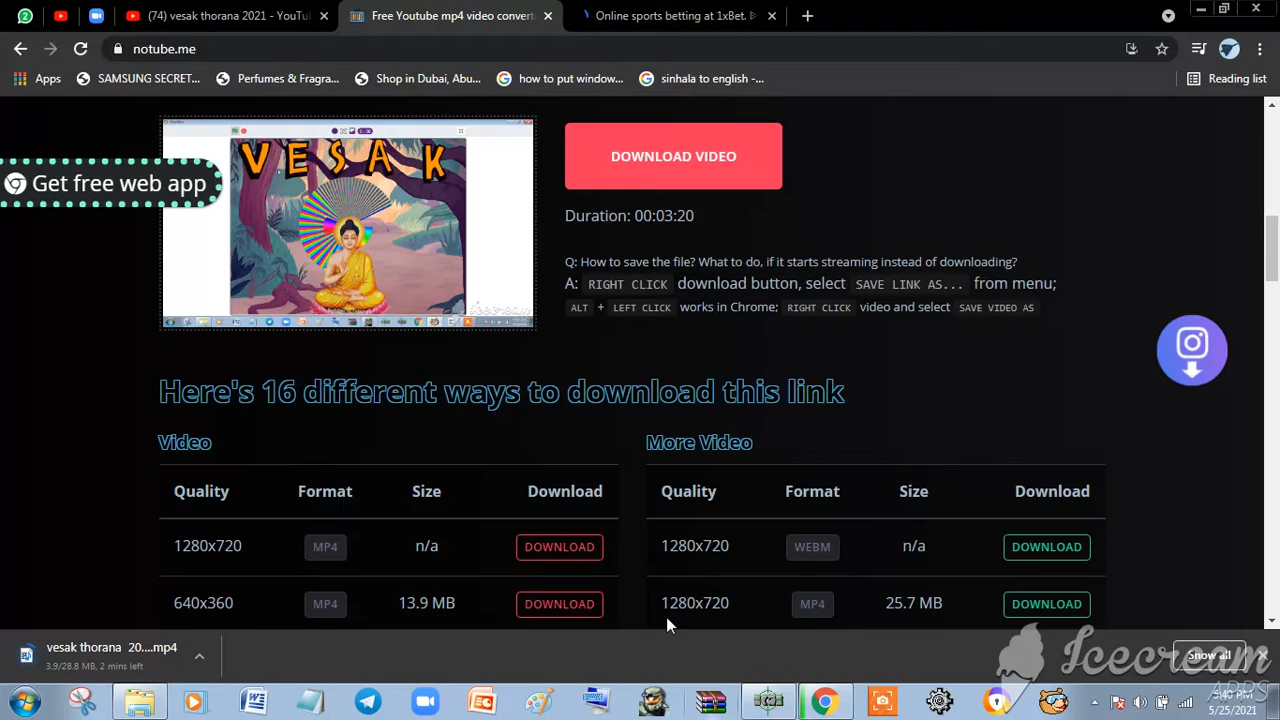 2
(74) vesak thorana 2021 - YouTu
Free Youtube mp4 video convert
Online sports betting at 1xBet.
notube.me
Apps
SAMSUNG SECRET...
Perfumes & Fragra...
Shop in Dubai, Abu...
how to put window...
sinhala to english -...
Reading list
VESAK
Icecream
Get free web app
DOWNLOAD VIDEO
Duration: 00:03:20
Q: How to save the file? What to do, if it starts streaming instead of downloading?
A: RIGHT CLICK download button, select SAVE LINK AS... from menu;
ALT + LEFT CLICK works in Chrome; RIGHT CLICK video and select SAVE VIDEO AS
Here's 16 different ways to download this link
Video
Quality Format Size Download
1280x720 MP4 n/a DOWNLOAD
640x360 MP4 13.9 MB DOWNLOAD
More Video
Quality Format Size Download
1280x720 WEBM n/a DOWNLOAD
1280x720 MP4 25.7 MB DOWNLOAD
vesak thorana 20....mp4
3.9/28.8 MB, 2 mins left
Show all
Icecream
APPS
5/25/2021